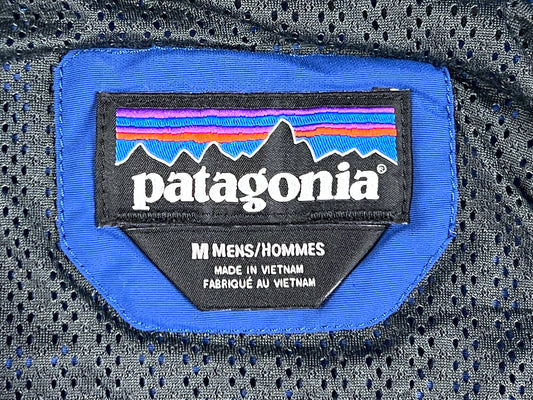 patagonia®
M MENS/HOMMES
MADE IN VIETNAM
FABRIQUÉ AU VIETNAM